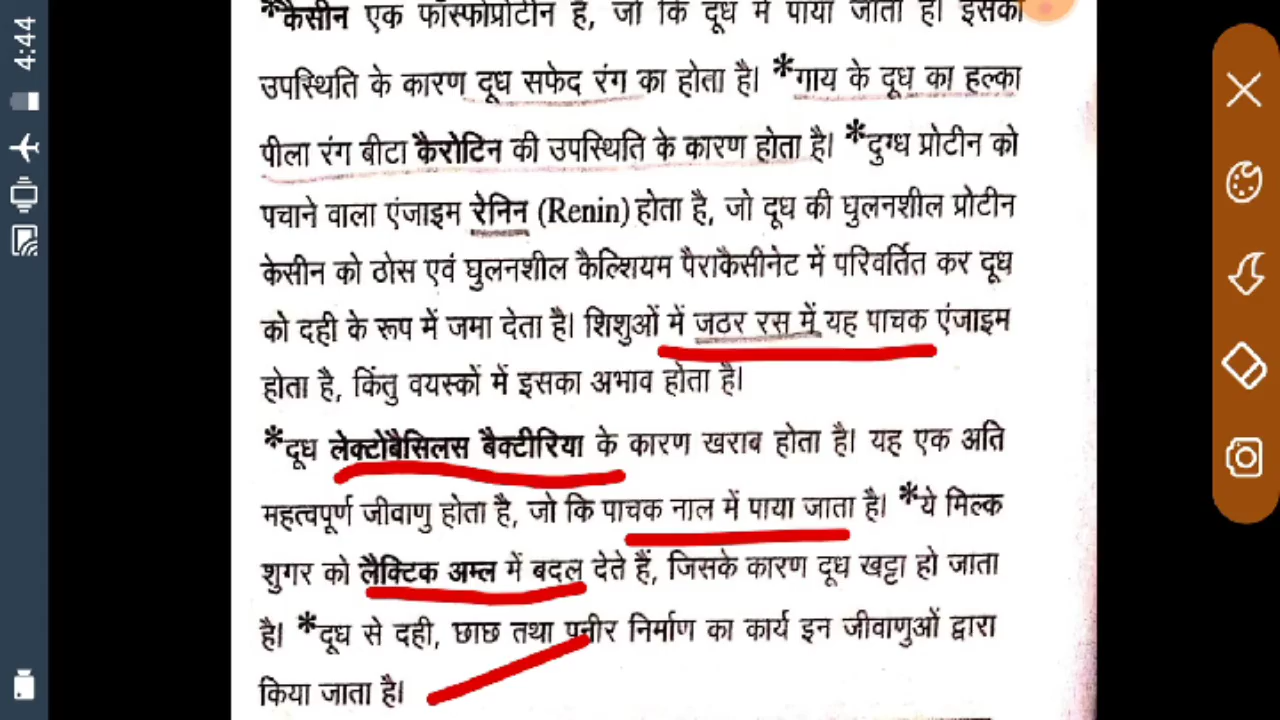 4:44
*कैसीन एक फॉस्फोप्रोटीन है, जो कि दूध में पाया जाता है। इसकी
उपस्थिति के कारण दूध सफेद रंग का होता है। *गाय के दूध का हल्का
पीला रंग बीटा कैरोटिन की उपस्थिति के कारण होता है। *दुग्ध प्रोटीन को
पचाने वाला एंजाइम रेनिन (Renin) होता है, जो दूध की घुलनशील प्रोटीन
केसीन को ठोस एवं घुलनशील कैल्शियम पैराकैसीनेट में परिवर्तित कर दूध
को दही के रूप में जमा देता है। शिशुओं में जठर रस में यह पाचक एंजाइम
होता है, किंतु वयस्कों में इसका अभाव होता है।
*दूध लेक्टोबैसिलस बैक्टीरिया के कारण खराब होता है। यह एक अति
महत्वपूर्ण जीवाणु होता है, जो कि पाचक नाल में पाया जाता है। *ये मिल्क
शुगर को लैक्टिक अम्ल में बदल देते हैं, जिसके कारण दूध खट्टा हो जाता
है। *दूध से दही, छाछ तथा पनीर निर्माण का कार्य इन जीवाणुओं द्वारा
किया जाता है।